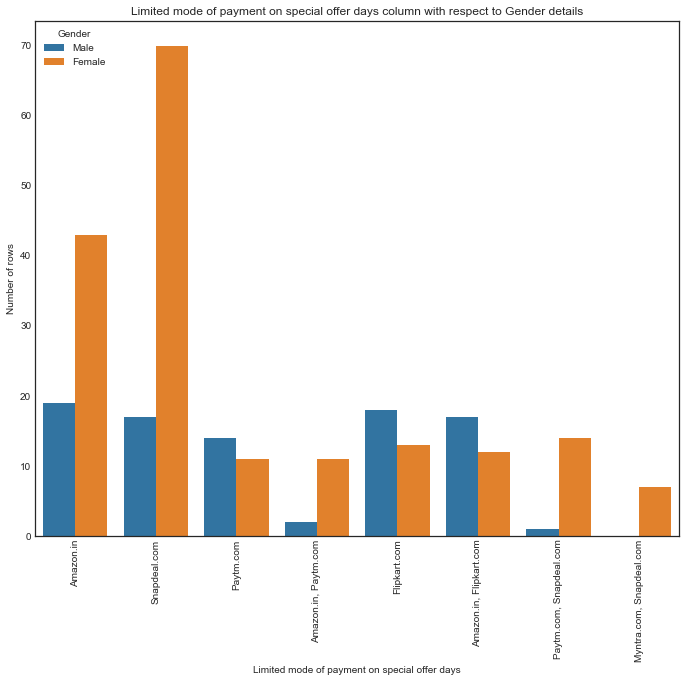 Limited mode of payment on special offer days column with respect to Gender details
Gender
Male
Female
Number of rows
70
60
50
40
30
20
10
0
Amazon.in
Snapdeal.com
Paytm.com
Amazon.in, Paytm.com
Flipkart.com
Amazon.in, Flipkart.com
Paytm.com, Snapdeal.com
Myntra.com, Snapdeal.com
Limited mode of payment on special offer days